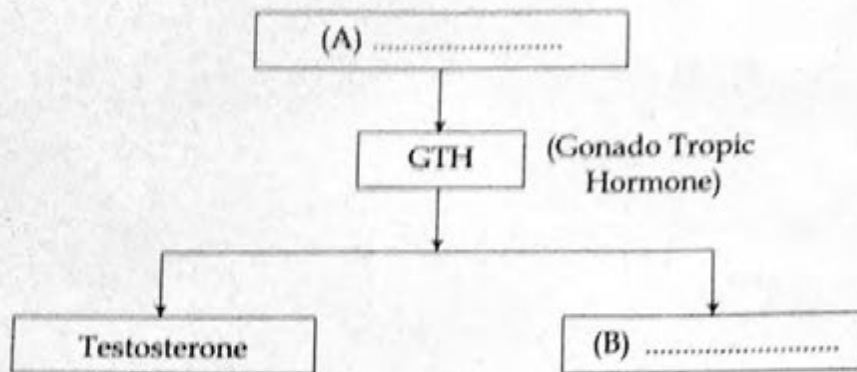 (A) ........................
GTH
(Gonado Tropic
Hormone)
Testosterone
(B) ........................